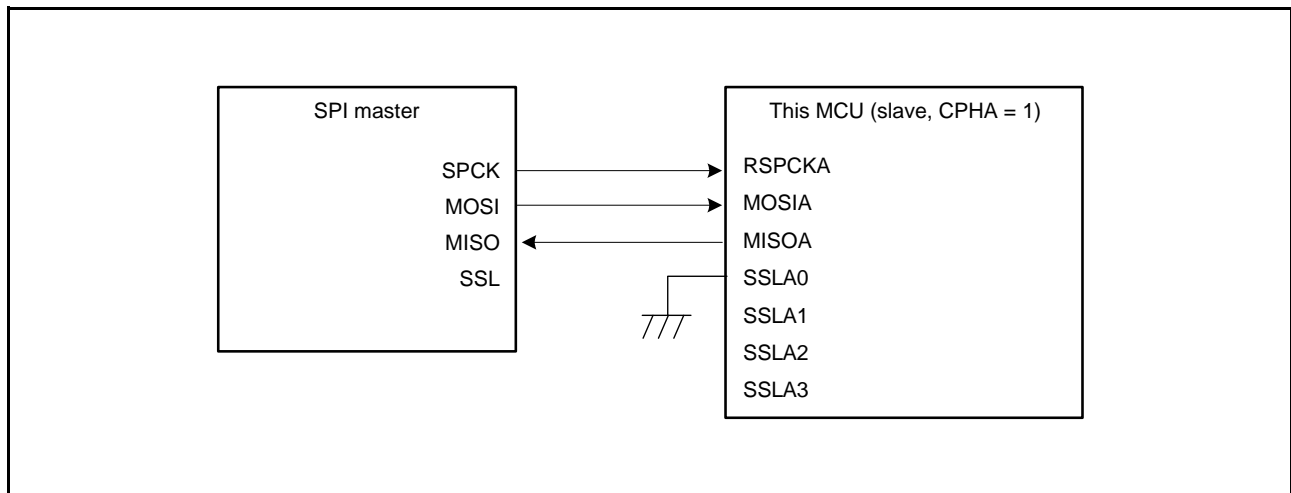 SPI master
SPCK
MOSI
MISO
SSL
This MCU (slave, CPHA = 1)
RSPCKA
MOSIA
MISOA
SSLA0
SSLA1
SSLA2
SSLA3